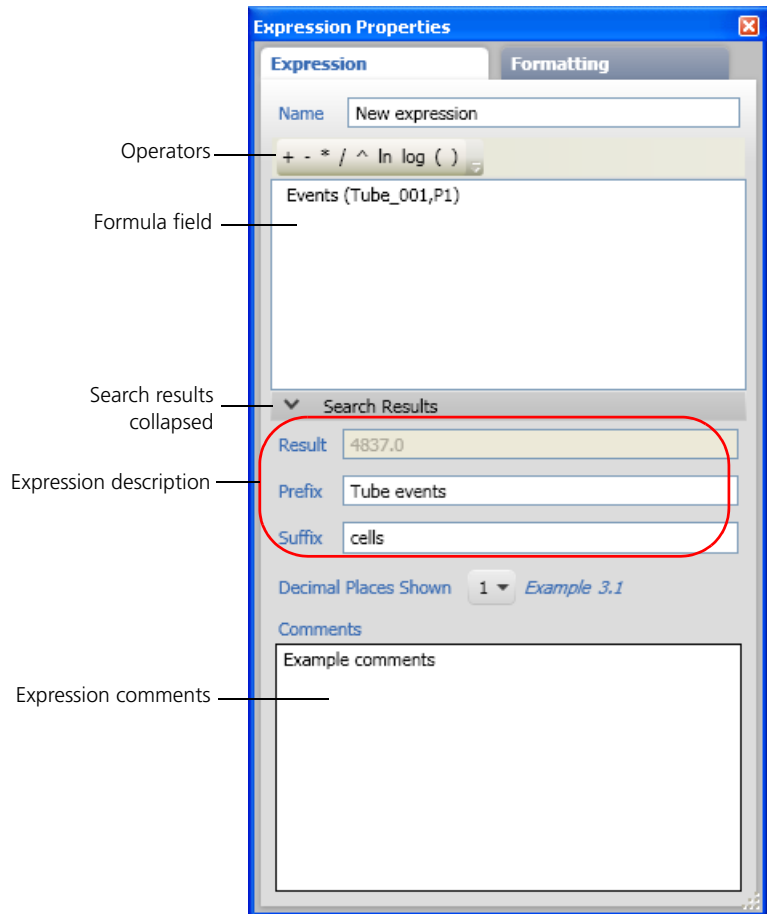 Expression Properties
Expression
Formatting
Name
New expression
Operators
+ - * / ^ ln log ( )
Events (Tube_001,P1)
Formula field
Search results
collapsed
Search Results
Result
4837.0
Expression description
Prefix
Tube events
Suffix
cells
Decimal Places Shown
1
Example 3.1
Comments
Example comments
Expression comments